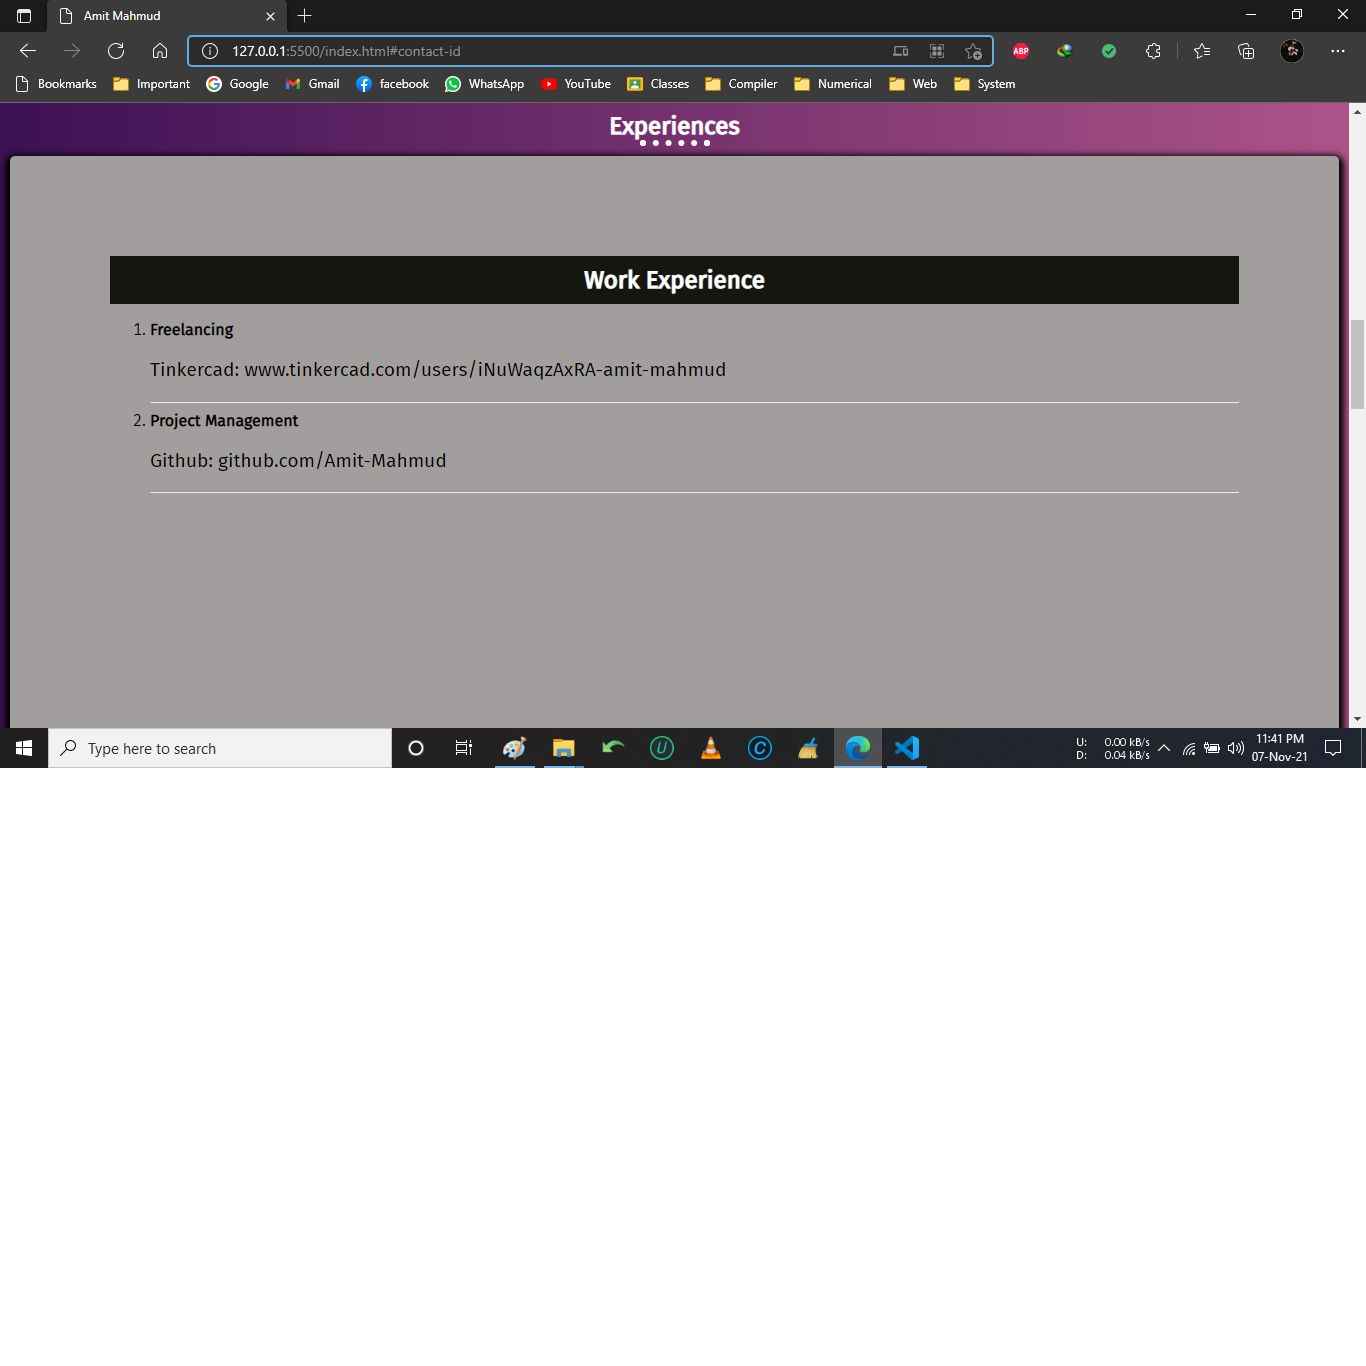 Amit Mahmud
127.0.0.1:5500/index.html#contact-id
ABP
Bookmarks Important Google Gmail facebook WhatsApp YouTube Classes Compiler Numerical Web System
Experiences
Work Experience
1. Freelancing
Tinkercad: www.tinkercad.com/users/iNuWaqzAxRA-amit-mahmud
2. Project Management
Github: github.com/Amit-Mahmud
Type here to search
U: 0.00 kB/s
D: 0.04 kB/s
11:41 PM
07-Nov-21